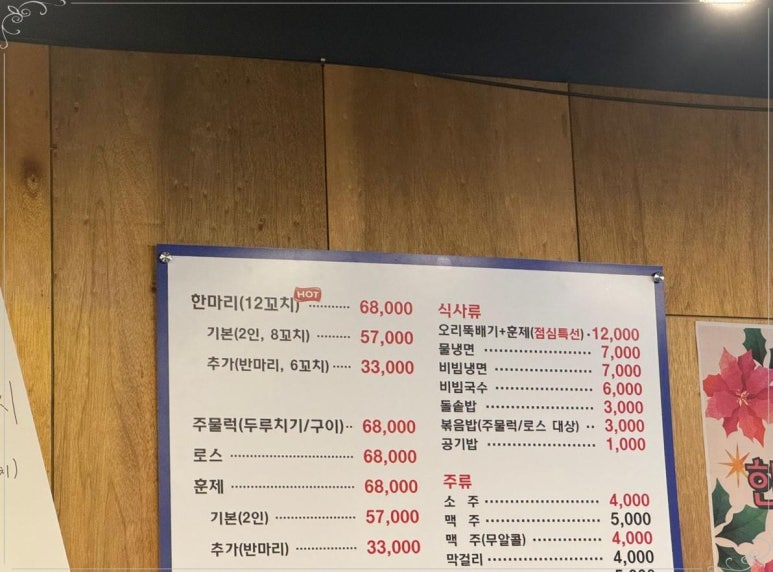 한마리(12꼬치) HOT 68,000
기본(2인, 8꼬치) 57,000
추가(반마리, 6꼬치) 33,000
주물럭(두루치기/구이) 68,000
로스 68,000
훈제 68,000
기본(2인) 57,000
추가(반마리) 33,000
식사류
오리뚝배기+훈제(점심특선) 12,000
물냉면 7,000
비빔냉면 7,000
비빔국수 6,000
돌솥밥 3,000
볶음밥(주물럭/로스 대상) 3,000
공기밥 1,000
주류
소 주 4,000
맥 주 5,000
맥 주(무알콜) 4,000
막걸리 4,000